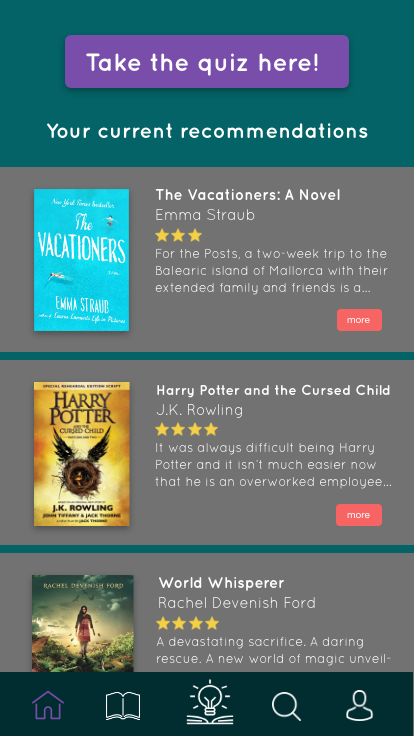 Take the quiz here!
Your current recommendations
New York Times bestseller
The
VACATIONERS
EMMA STRAUB
author of Laura Lamont's Life in Pictures
The Vacationers: A Novel
Emma Straub
For the Posts, a two-week trip to the
Balearic island of Mallorca with their
extended family and friends is a...
more
SPECIAL REHEARSAL EDITION SCRIPT
HARRY
POTTER
AND THE
CURSED CHILD
PARTS ONE AND TWO
J.K. ROWLING
JOHN TIFFANY & JACK THORNE
A NEW PLAY BY JACK THORNE
Harry Potter and the Cursed Child
J.K. Rowling
It was always difficult being Harry
Potter and it isn't much easier now
that he is an overworked employee...
more
RACHEL DEVENISH FORD
World Whisperer
Rachel Devenish Ford
A devastating sacrifice. A daring
rescue. A new world of magic unveil-